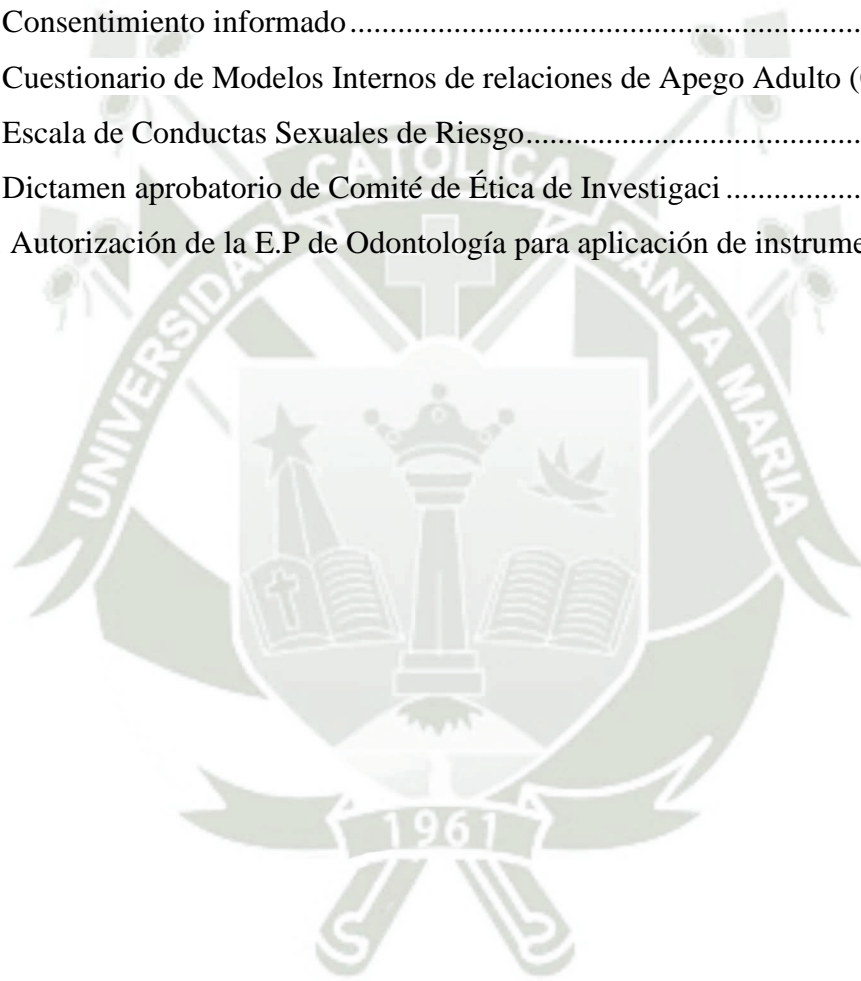 Consentimiento informado........................................................................
Cuestionario de Modelos Internos de relaciones de Apego Adulto (
Escala de Conductas Sexuales de Riesgo...............................................
Dictamen aprobatorio de Comité de Ética de Investigaci...................
Autorización de la E.P de Odontología para aplicación de instrume
UNIVERSIDAD CATOLICA SANTA MARIA
1961